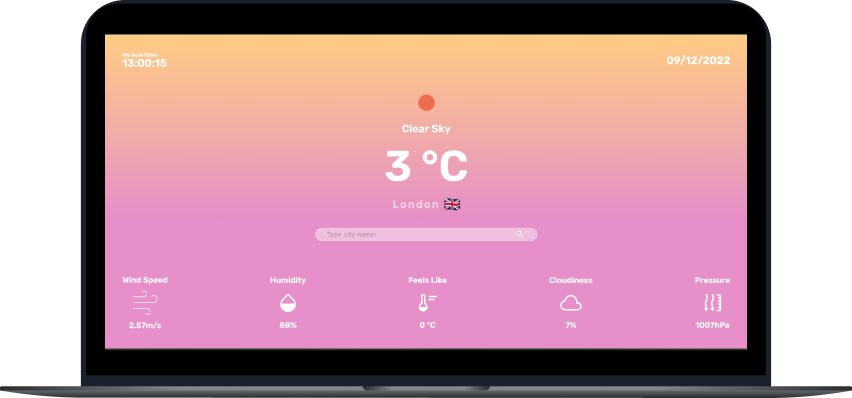 My local time:
13:00:15
09/12/2022
Clear Sky
3 °C
London
Type city name:
Wind Speed
Humidity
Feels Like
Cloudiness
Pressure
2.57m/s
88%
0 °C
7%
1007hPa